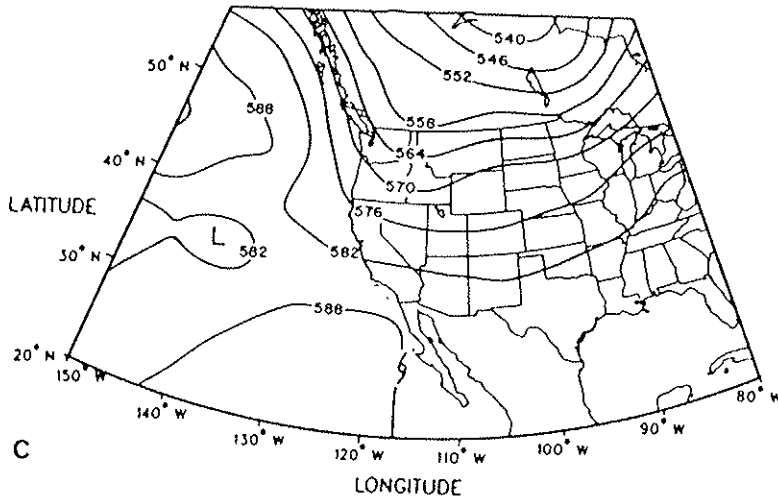 540
50° N
546
552
588
558
40° N
564
570
LATITUDE
576
L
582
582
30° N
588
20° N
150° W
80° W
140° W
90° W
130° W
100° W
120° W
110° W
C
LONGITUDE